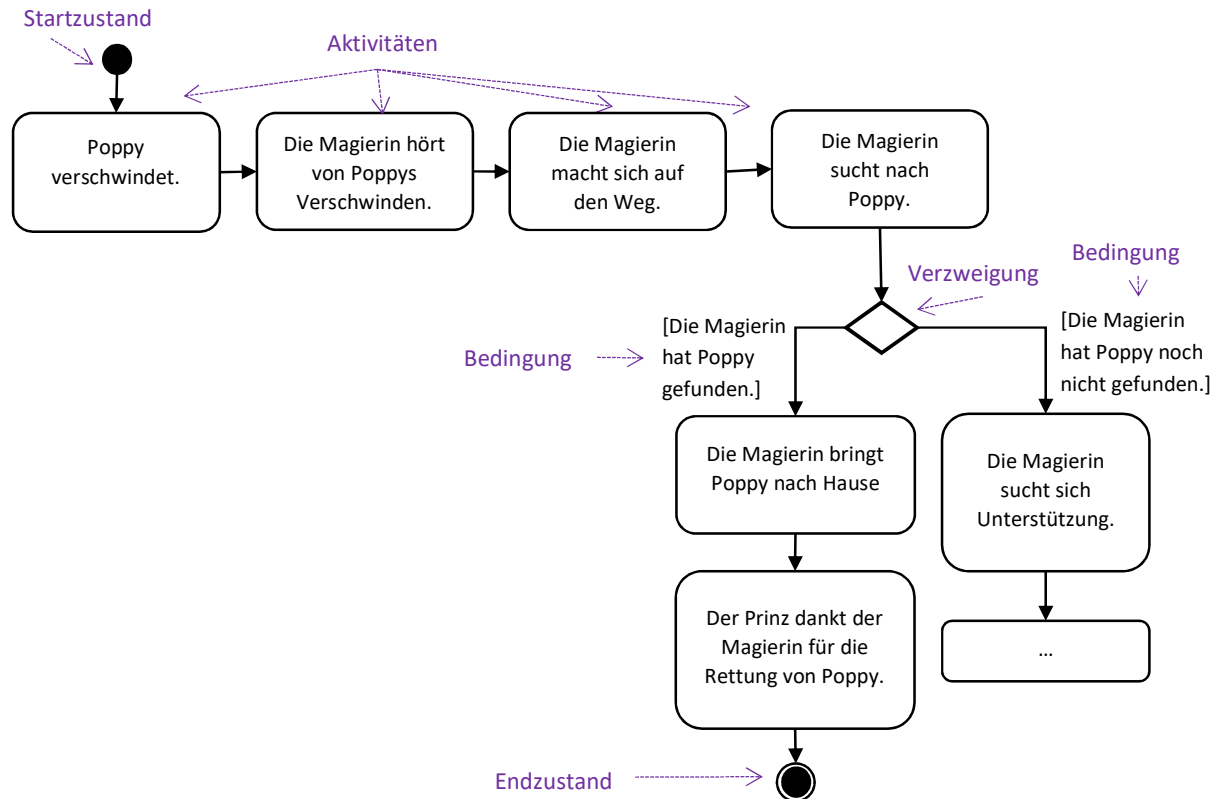 Startzustand
Aktivitäten
Poppy
verschwindet.
Die Magierin hört
von Poppys
Verschwinden.
Die Magierin
macht sich auf
den Weg.
Die Magierin
sucht nach
Poppy.
Verzweigung
Bedingung
Bedingung
[Die Magierin
hat Poppy
gefunden.]
[Die Magierin
hat Poppy noch
nicht gefunden.]
Die Magierin bringt
Poppy nach Hause
Die Magierin
sucht sich
Unterstützung.
Der Prinz dankt der
Magierin für die
Rettung von Poppy.
...
Endzustand